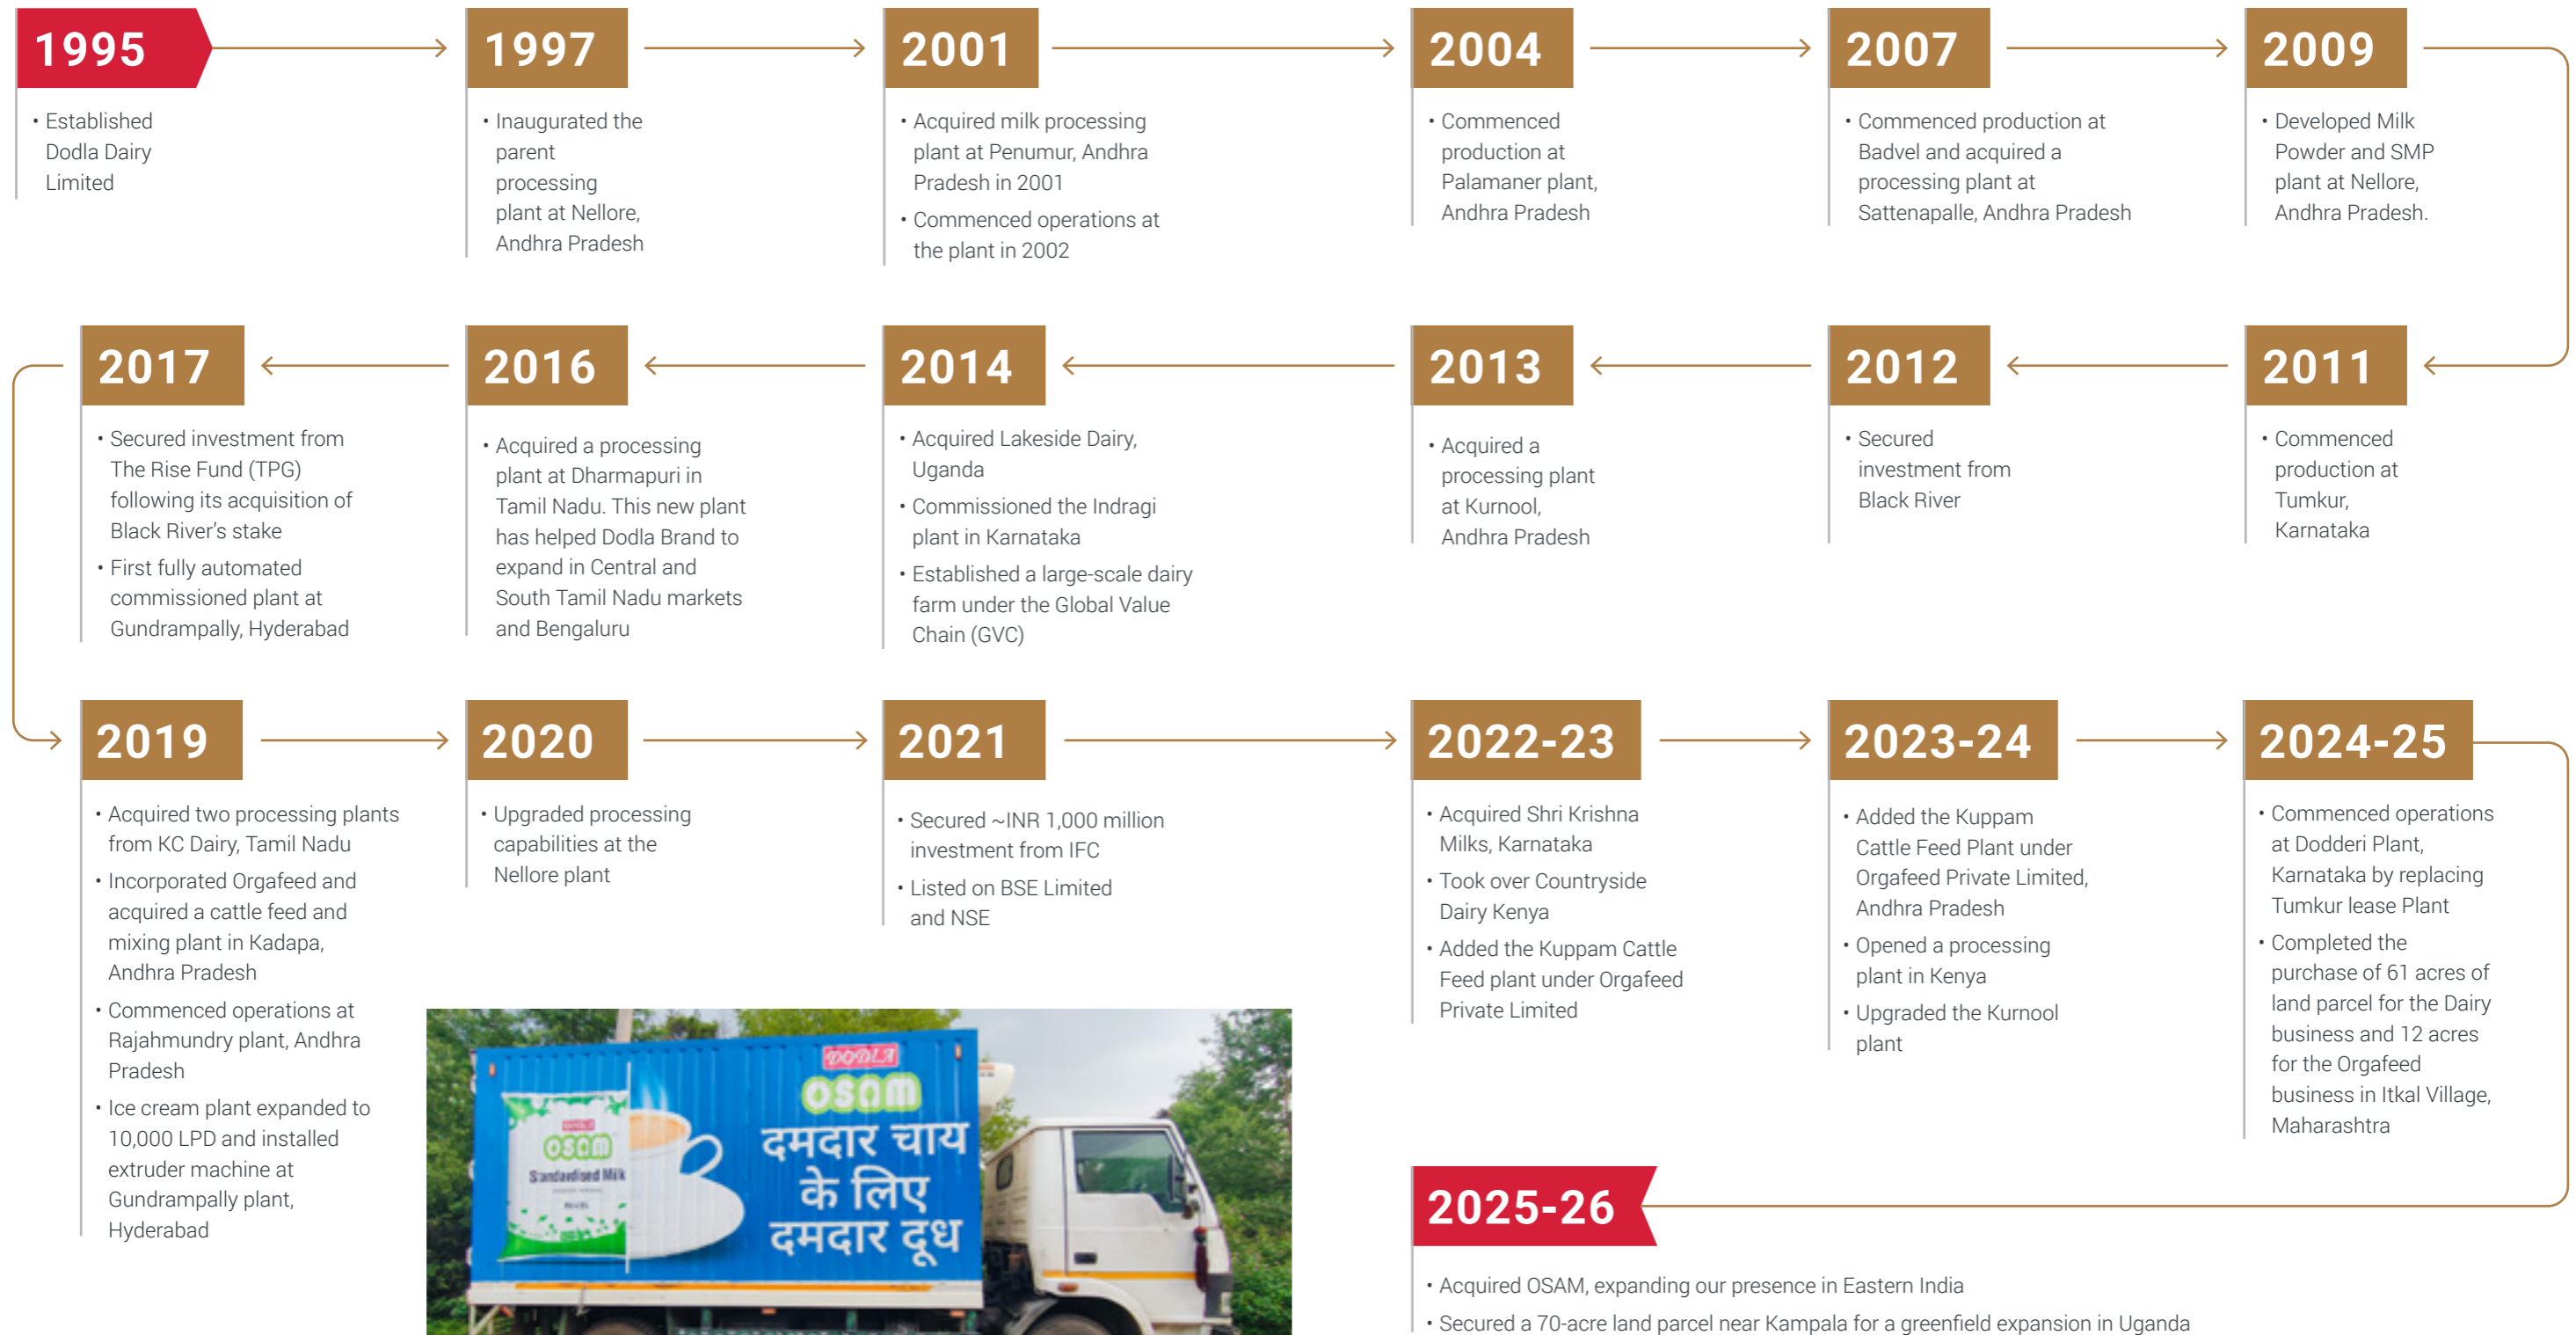 1995
• Established
Dodla Dairy
Limited
1997
• Inaugurated the
parent
processing
plant at Nellore,
Andhra Pradesh
2001
• Acquired milk processing
plant at Penumur, Andhra
Pradesh in 2001
• Commenced operations at
the plant in 2002
2004
• Commenced
production at
Palamaner plant,
Andhra Pradesh
2007
• Commenced production at
Badvel and acquired a
processing plant at
Sattenapalle, Andhra Pradesh
2009
• Developed Milk
Powder and SMP
plant at Nellore,
Andhra Pradesh.
2011
• Commenced
production at
Tumkur,
Karnataka
2012
• Secured
investment from
Black River
2013
• Acquired a
processing plant
at Kurnool,
Andhra Pradesh
2014
• Acquired Lakeside Dairy,
Uganda
• Commissioned the Indragi
plant in Karnataka
• Established a large-scale dairy
farm under the Global Value
Chain (GVC)
2016
• Acquired a processing
plant at Dharmapuri in
Tamil Nadu. This new plant
has helped Dodla Brand to
expand in Central and
South Tamil Nadu markets
and Bengaluru
2017
• Secured investment from
The Rise Fund (TPG)
following its acquisition of
Black River’s stake
• First fully automated
commissioned plant at
Gundrampally, Hyderabad
2019
• Acquired two processing plants
from KC Dairy, Tamil Nadu
• Incorporated Orgafeed and
acquired a cattle feed and
mixing plant in Kadapa,
Andhra Pradesh
• Commenced operations at
Rajahmundry plant, Andhra
Pradesh
• Ice cream plant expanded to
10,000 LPD and installed
extruder machine at
Gundrampally plant,
Hyderabad
2020
• Upgraded processing
capabilities at the
Nellore plant
2021
• Secured ~INR 1,000 million
investment from IFC
• Listed on BSE Limited
and NSE
2022-23
• Acquired Shri Krishna
Milks, Karnataka
• Took over Countryside
Dairy Kenya
• Added the Kuppam Cattle
Feed plant under Orgafeed
Private Limited
2023-24
• Added the Kuppam
Cattle Feed Plant under
Orgafeed Private Limited,
Andhra Pradesh
• Opened a processing
plant in Kenya
• Upgraded the Kurnool
plant
2024-25
• Commenced operations
at Dodderi Plant,
Karnataka by replacing
Tumkur lease Plant
• Completed the
purchase of 61 acres of
land parcel for the Dairy
business and 12 acres
for the Orgafeed
business in Itkal Village,
Maharashtra
2025-26
• Acquired OSAM, expanding our presence in Eastern India
• Secured a 70-acre land parcel near Kampala for a greenfield expansion in Uganda
DODLA
osam
दमदार चाय
के लिए
दमदार दूध
osam
Standardised Milk